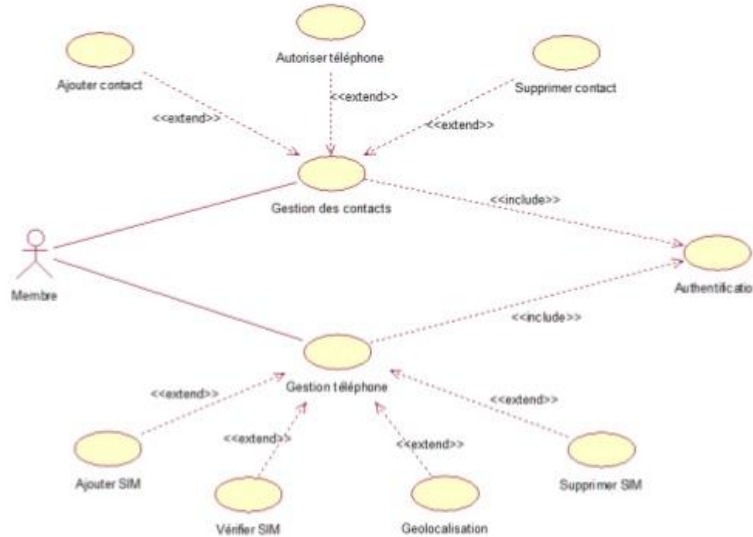 Autoriser téléphone
Ajouter contact
Supprimer contact
<<extend>>
<<extend>>
<<extend>>
Gestion des contacts
<<include>>
Membre
Authentificatio
<<include>>
Gestion téléphone
<<extend>>
<<extend>>
<<extend>>
<<extend>>
Ajouter SIM
Supprimer SIM
Vérifier SIM
Geolocalisation